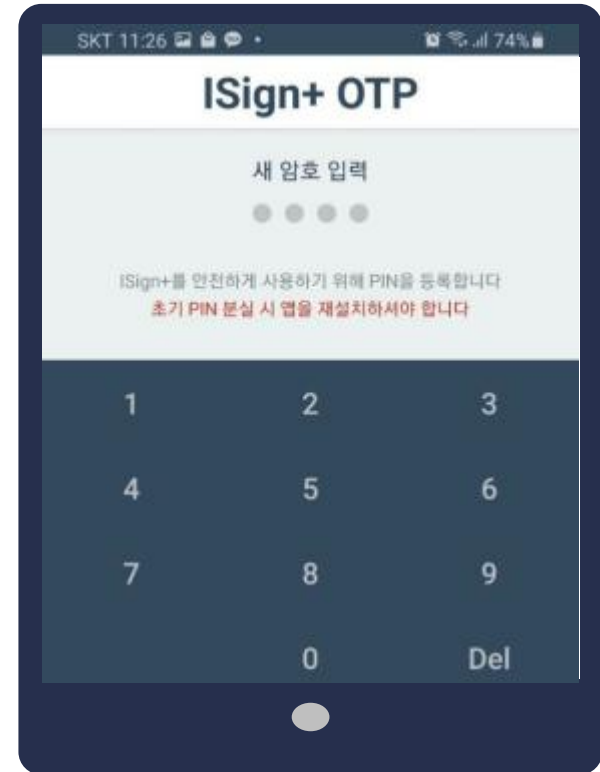 SKT 11:26
74%
ISign+ OTP
새 암호 입력
ISign+를 안전하게 사용하기 위해 PIN을 등록합니다
초기 PIN 분실 시 앱을 재설치하셔야 합니다
1 2 3
4 5 6
7 8 9
0 Del